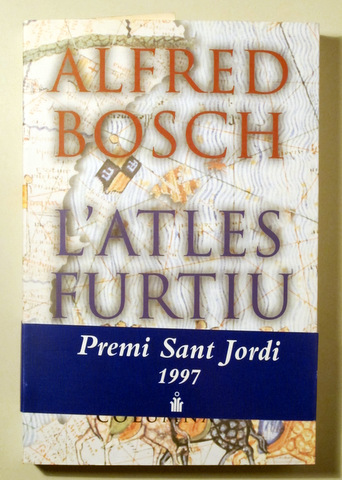 ALFRED
BOSCH
L'ATLES
FURTIU
Premi Sant Jordi
1997